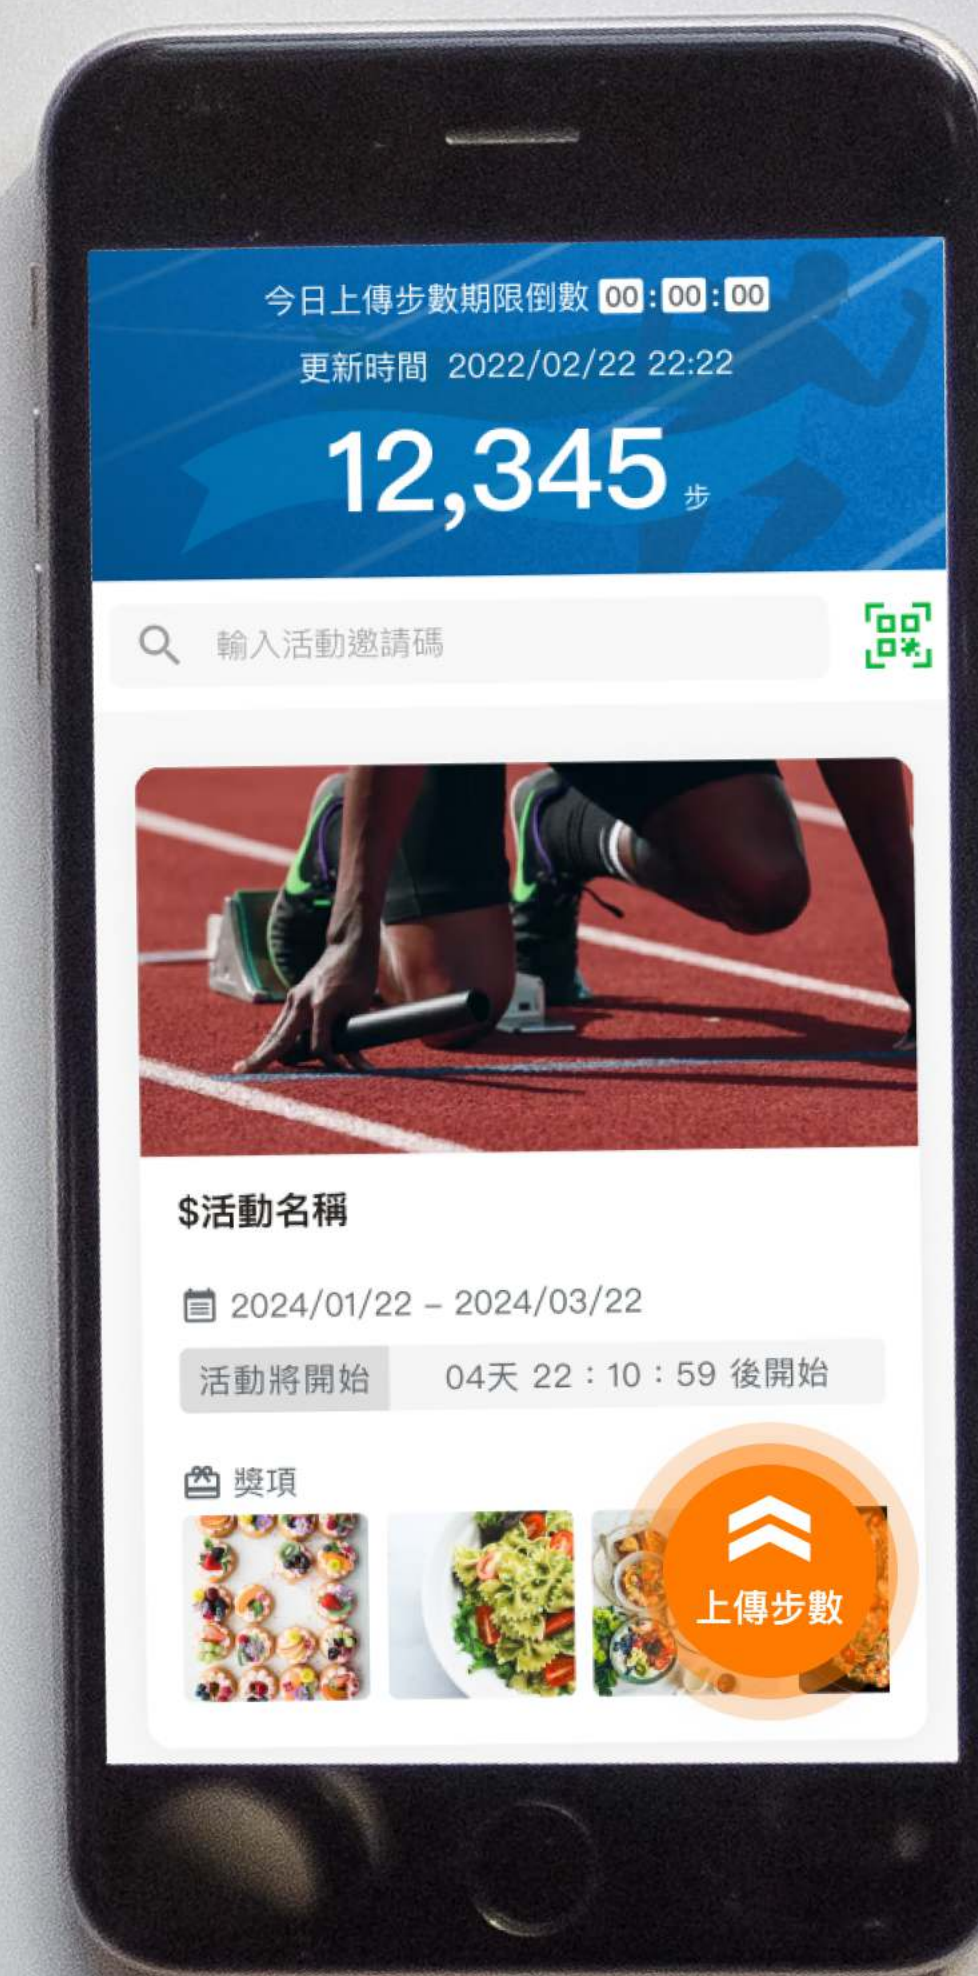 今日上傳步數期限倒數 00:00:00
更新時間 2022/02/22 22:22
12,345 步
輸入活動邀請碼
$活動名稱
2024/01/22 – 2024/03/22
活動將開始 04天 22：10：59 後開始
獎項
上傳步數